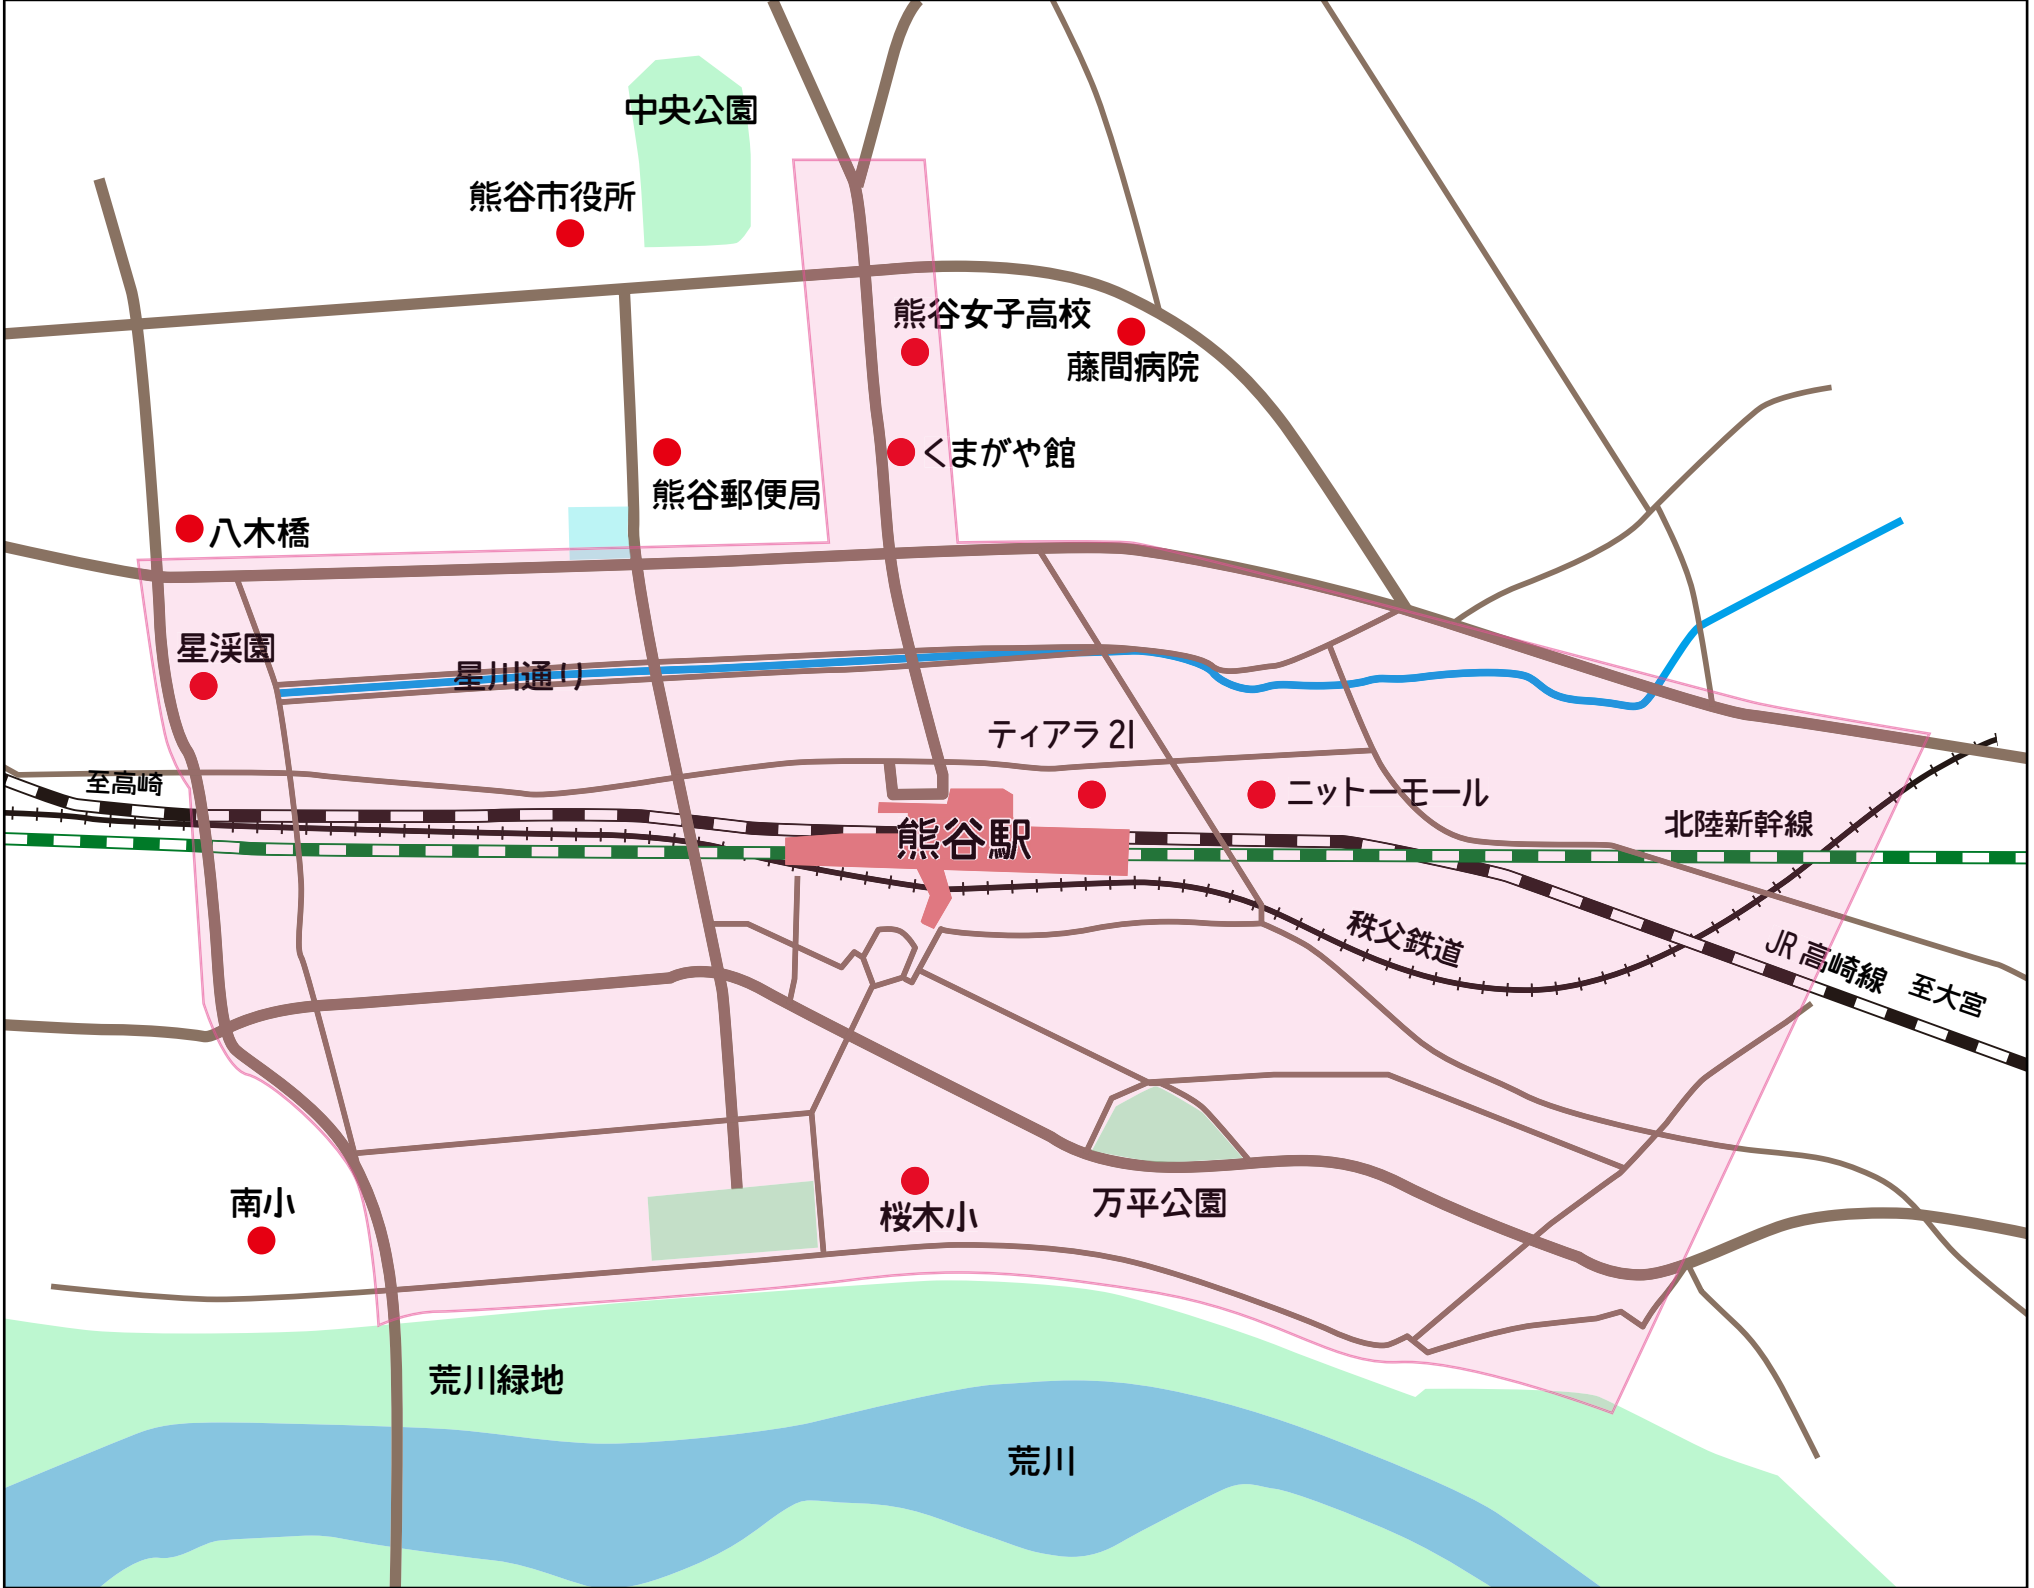 中央公園
熊谷市役所
熊谷女子高校
藤間病院
くまがや館
熊谷郵便局
八木橋
星渓園
星川通り
ティアラ21
至高崎
ニットーモール
北陸新幹線
熊谷駅
秩父鉄道
JR高崎線 至大宮
南小
桜木小
万平公園
荒川緑地
荒川